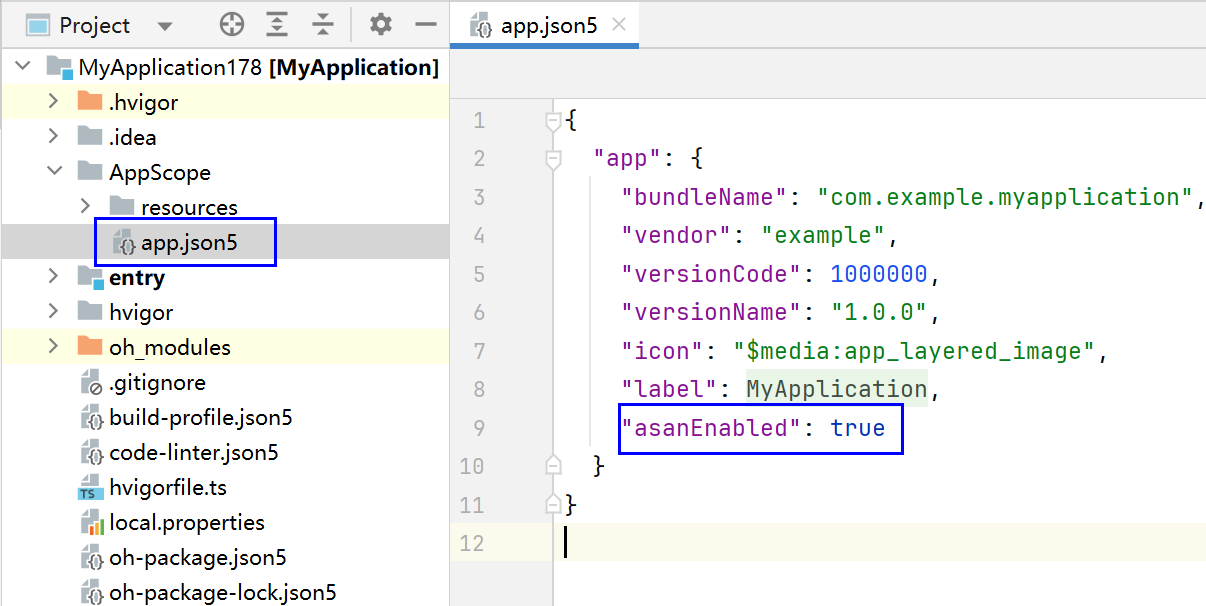 Project
MyApplication178 [MyApplication]
.hvigor
.idea
AppScope
resources
app.json5
entry
hvigor
oh_modules
.gitignore
build-profile.json5
code-linter.json5
hvigorfile.ts
local.properties
oh-package.json5
oh-package-lock.json5
app.json5
1 {
2 "app": {
3 "bundleName": "com.example.myapplication",
4 "vendor": "example",
5 "versionCode": 1000000,
6 "versionName": "1.0.0",
7 "icon": "$media:app_layered_image",
8 "label": MyApplication,
9 "asanEnabled": true
10 }
11 }
12